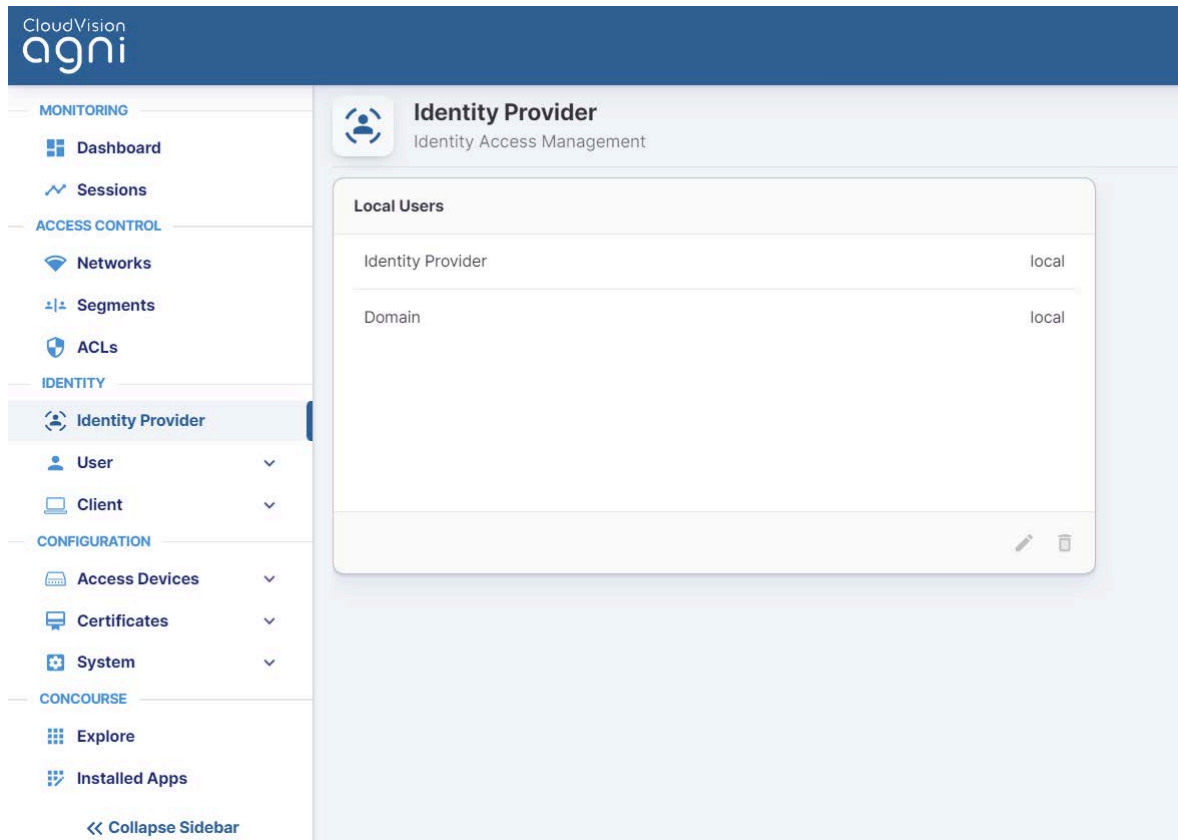 CloudVision
agni
MONITORING
Dashboard
Sessions
ACCESS CONTROL
Networks
Segments
ACLs
IDENTITY
Identity Provider
User
Client
CONFIGURATION
Access Devices
Certificates
System
CONCOURSE
Explore
Installed Apps
Collapse Sidebar
Identity Provider
Identity Access Management
Local Users
Identity Provider local
Domain local